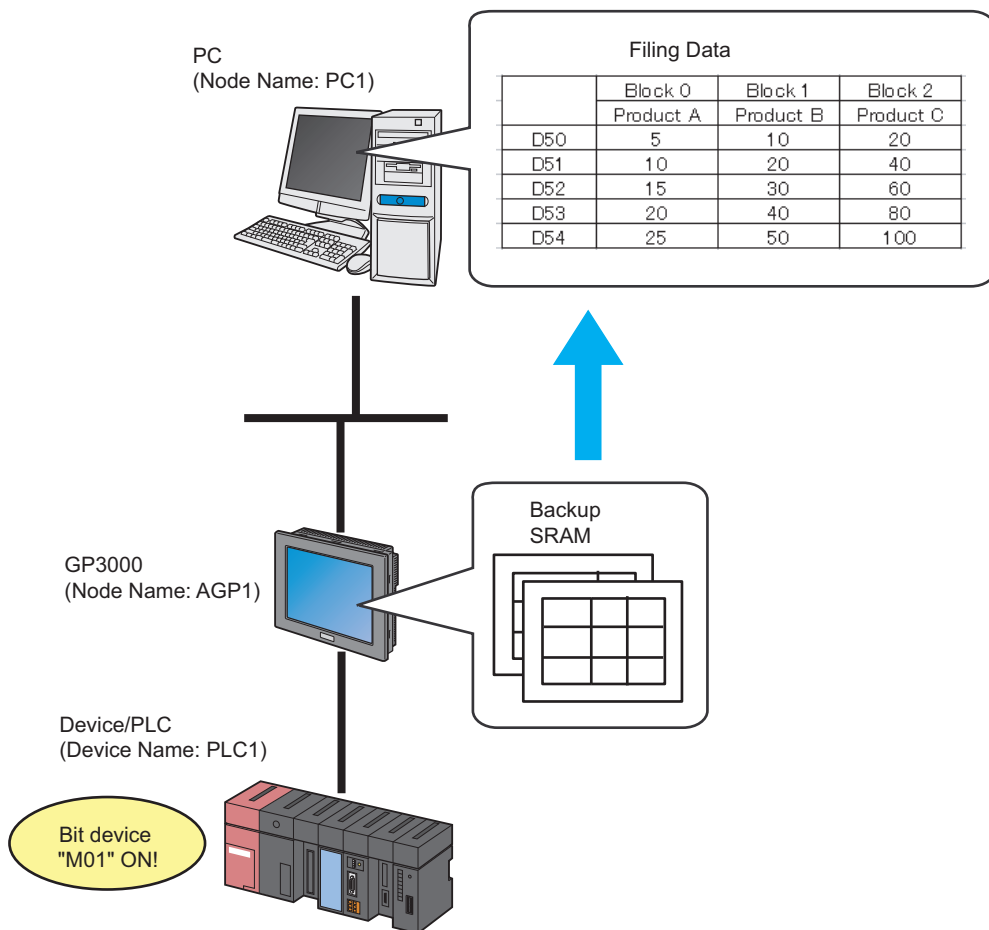 PC
(Node Name: PC1)
Filing Data
Block 0 Block 1 Block 2
Product A Product B Product C
D50 5 10 20
D51 10 20 40
D52 15 30 60
D53 20 40 80
D54 25 50 100
Backup
SRAM
GP3000
(Node Name: AGP1)
Device/PLC
(Device Name: PLC1)
Bit device
"M01" ON!